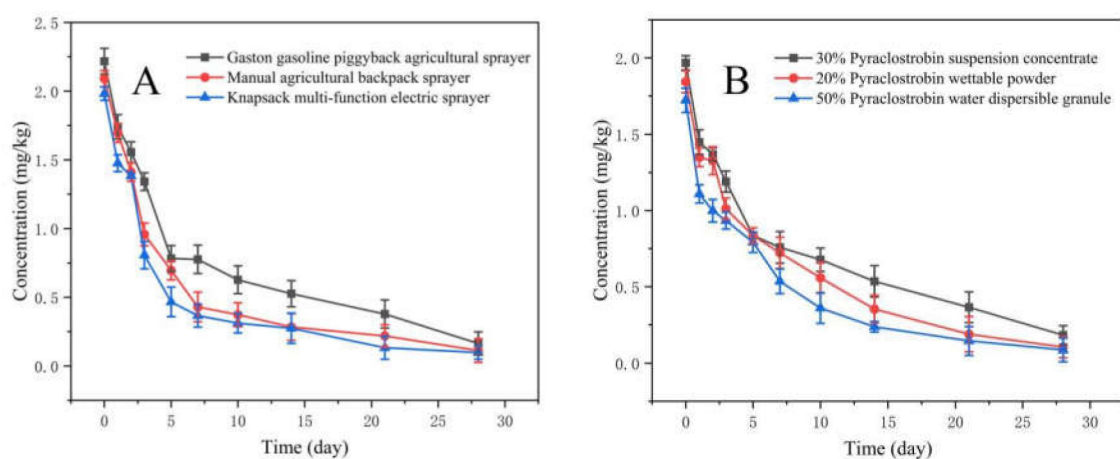 A
Gaston gasoline piggyback agricultural sprayer
Manual agricultural backpack sprayer
Knapsack multi-function electric sprayer
2.5
2.0
1.5
1.0
0.5
0.0
Concentration (mg/kg)
0 5 10 15 20 25 30
Time (day)
B
30% Pyraclostrobin suspension concentrate
20% Pyraclostrobin wettable powder
50% Pyraclostrobin water dispersible granule
2.0
1.5
1.0
0.5
0.0
Concentration (mg/kg)
0 5 10 15 20 25 30
Time (day)